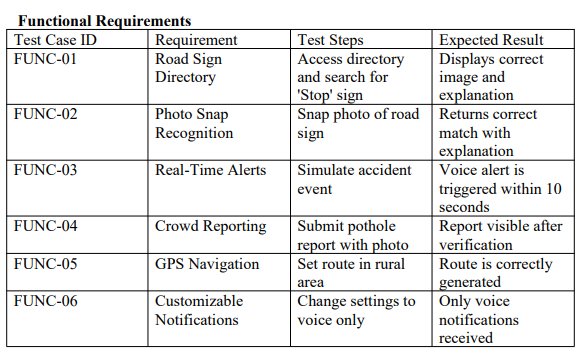 Functional Requirements
Test Case ID Requirement Test Steps Expected Result
FUNC-01 Road Sign Access directory Displays correct
Directory and search for image and
'Stop' sign explanation
FUNC-02 Photo Snap Snap photo of road Returns correct
Recognition sign match with
explanation
FUNC-03 Real-Time Alerts Simulate accident Voice alert is
event triggered within 10
seconds
FUNC-04 Crowd Reporting Submit pothole Report visible after
report with photo verification
FUNC-05 GPS Navigation Set route in rural Route is correctly
area generated
FUNC-06 Customizable Change settings to Only voice
Notifications voice only notifications
received